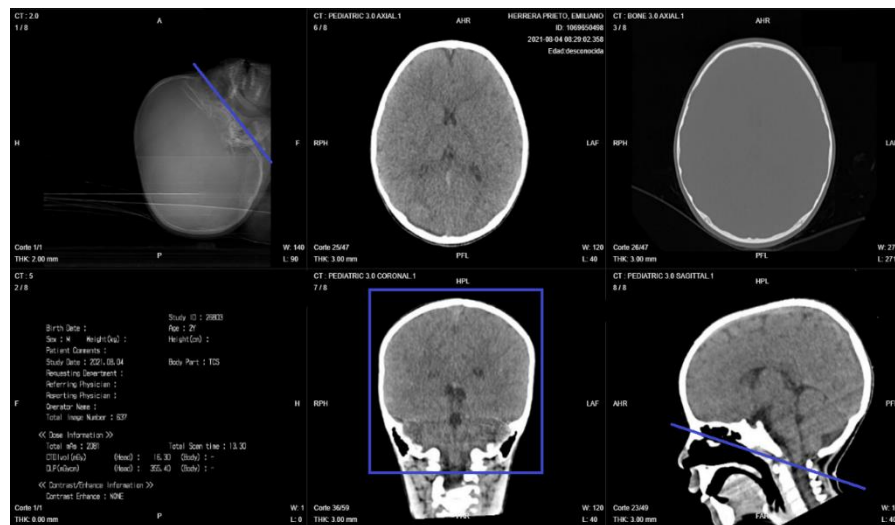 CT : 2.0
1 / 8
A
H
F
Corte 1/1
THK: 2.00 mm
P
W: 140
L: 90
CT : PEDIATRIC 3.0 AXIAL.1
6 / 8
AHR
HERRERA PRIETO, EMILIANO
ID: 1069650498
2021-08-04 08:29:02.358
Edad:desconocida
RPH
LAF
Corte 25/47
THK: 3.00 mm
PFL
W: 120
L: 40
CT : BONE 3.0 AXIAL.1
3 / 8
AHR
RPH
LAF
Corte 26/47
THK: 3.00 mm
PFL
CT : 5
2 / 8
Study ID : 26803
Birth Date :
Age : 2Y
Sex : M Weight(kg) :
Height(cm) :
Patient Comments :
Study Date : 2021.08.04
Body Part : TCS
Requesting Department :
Referring Physician :
Reporting Physician :
Operator Name :
Total Image Number : 637
F
H
<< Dose Information >>
Total mAs : 2081
Total Scan time : 13.30
CTDIvol(mGy) (Head) : 16.30 (Body) : -
DLP(mGycm) (Head) : 355.40 (Body) : -
<< Contrast/Enhance Information >>
Contrast Enhance : NONE
Corte 1/1
THK: 2.00 mm
P
W: 1
L: 0
CT : PEDIATRIC 3.0 CORONAL.1
7 / 8
HPL
RPH
LAF
Corte 36/59
THK: 3.00 mm
W: 120
L: 40
CT : PEDIATRIC 3.0 SAGITTAL.1
8 / 8
HPL
AHR
Corte 23/49
THK: 3.00 mm